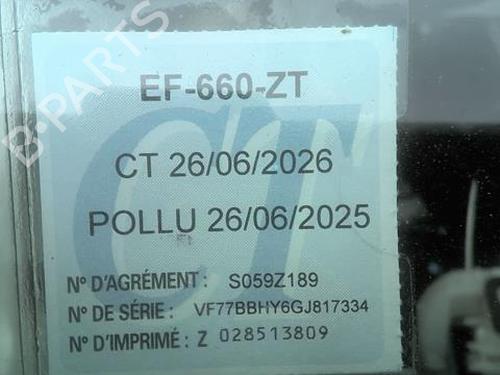 EF-660-ZT
CT 26/06/2026
POLLU 26/06/2025
N° D'AGRÉMENT : S059Z189
N° DE SÉRIE : VF77BBHY6GJ817334
N° D'IMPRIMÉ : Z 028513809
CT
B-PARTS